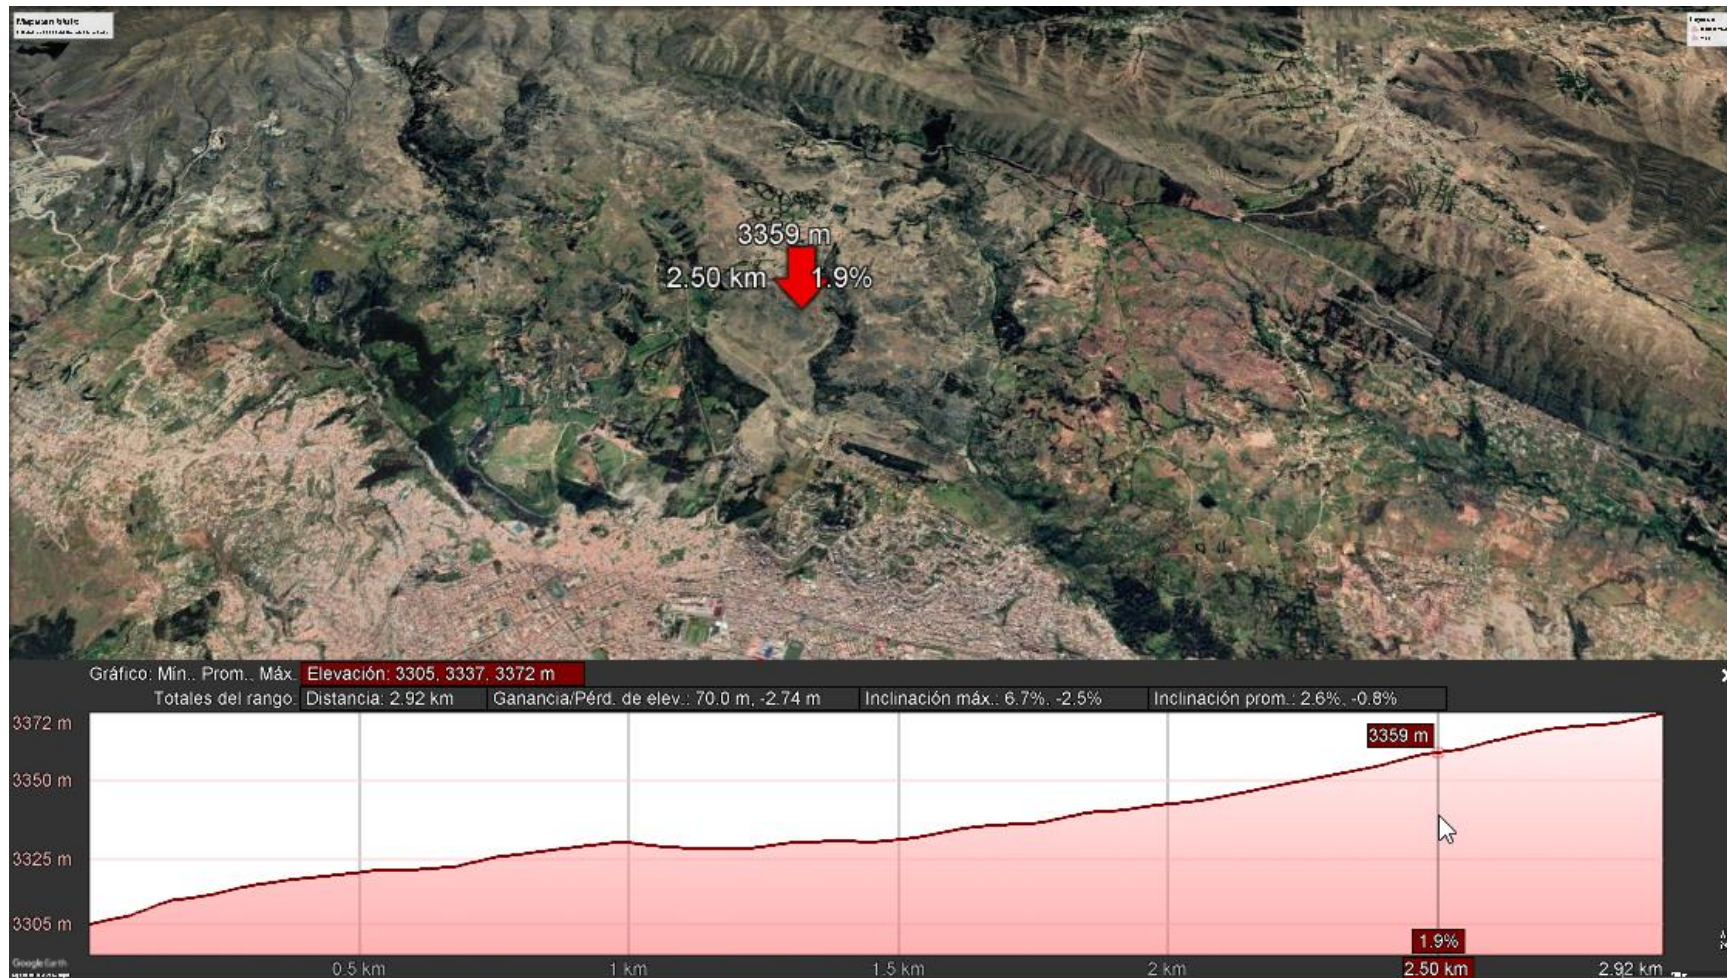 3359 m
2.50 km 1.9%
Gráfico: Mín., Prom., Máx. Elevación: 3305, 3337, 3372 m
Totales del rango: Distancia: 2.92 km Ganancia/Pérd. de elev.: 70.0 m, -2.74 m Inclinación máx.: 6.7%, -2.5% Inclinación prom.: 2.6%, -0.8%
3372 m
3359 m
3350 m
3325 m
3305 m
1.9%
Google Earth
0.5 km 1 km 1.5 km 2 km 2.50 km 2.92 km